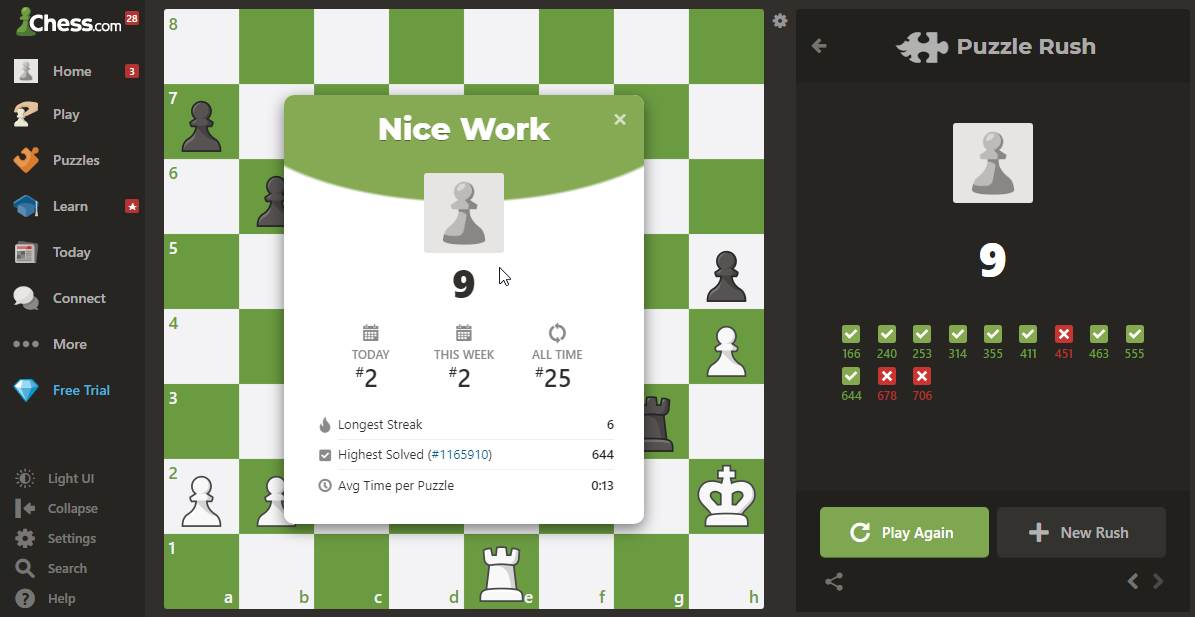 Chess.com
28
Home
3
Play
Puzzles
Learn
Today
Connect
More
Free Trial
Light UI
Collapse
Settings
Search
Help
8
7
6
5
4
3
2
1
a b c d e f g h
Nice Work
×
9
TODAY THIS WEEK ALL TIME
#2 #2 #25
Longest Streak 6
Highest Solved (#1165910) 644
Avg Time per Puzzle 0:13
Puzzle Rush
9
166 240 253 314 355 411 451 463 555
644 678 706
Play Again
New Rush